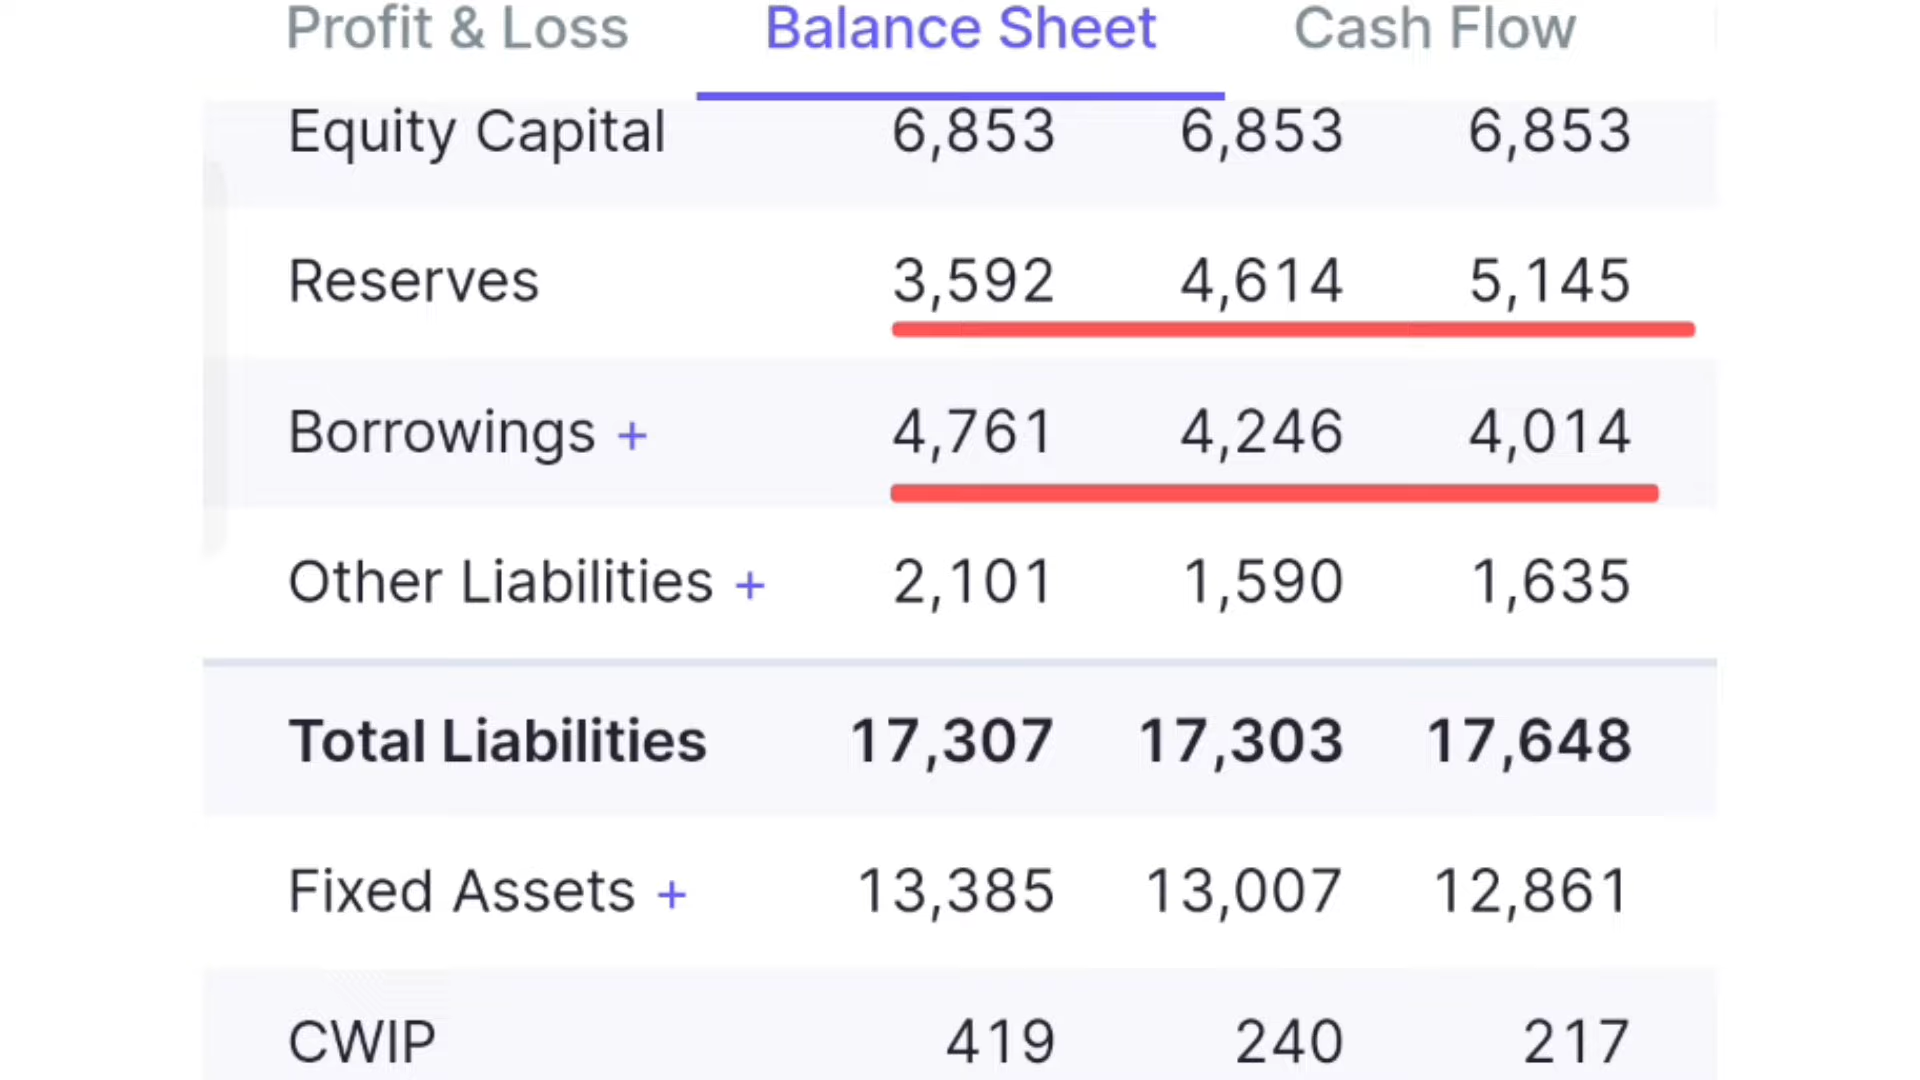 Profit & Loss Balance Sheet Cash Flow
Equity Capital 6,853 6,853 6,853
Reserves 3,592 4,614 5,145
Borrowings + 4,761 4,246 4,014
Other Liabilities + 2,101 1,590 1,635
Total Liabilities 17,307 17,303 17,648
Fixed Assets + 13,385 13,007 12,861
CWIP 419 240 217